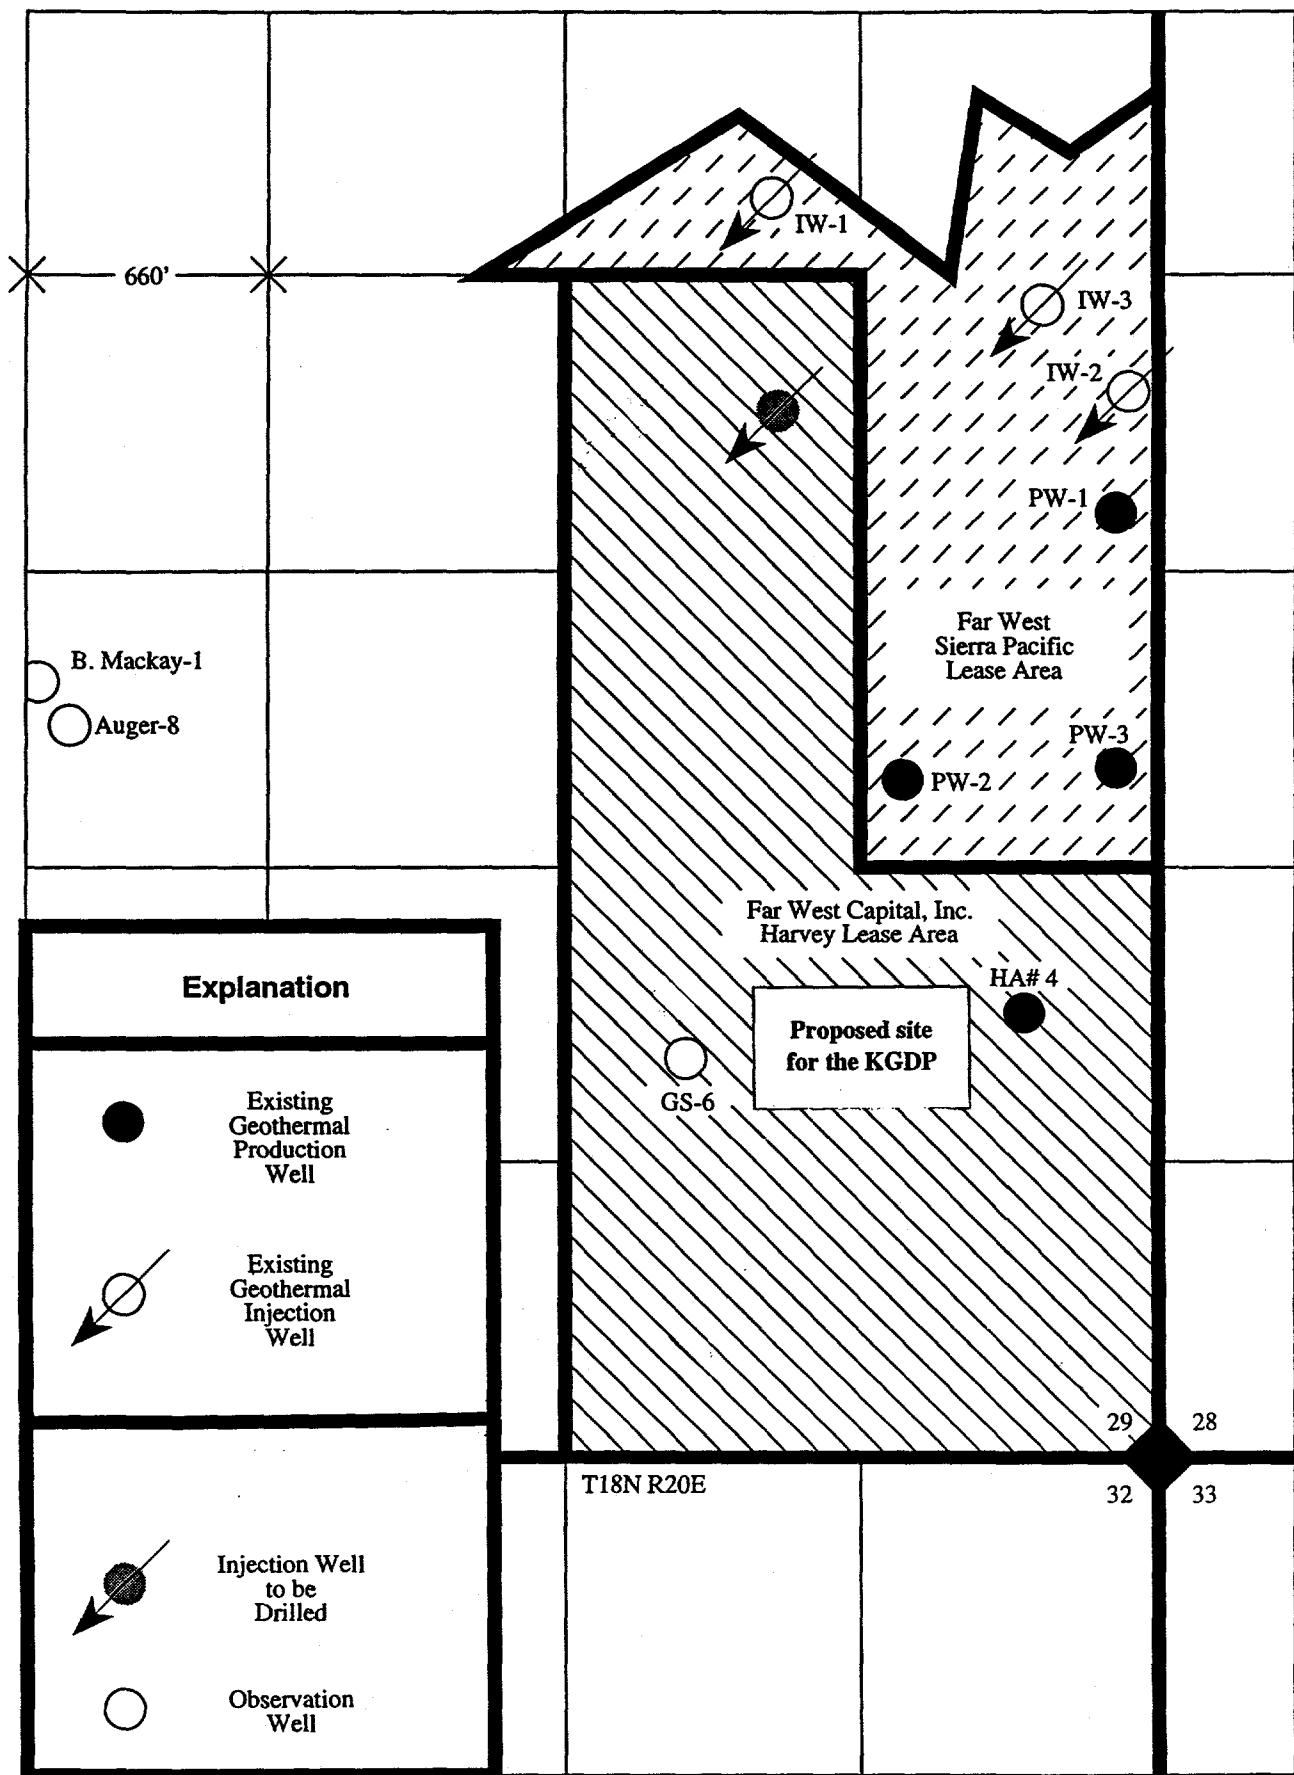 IW-1
660'
IW-3
IW-2
PW-1
Far West
Sierra Pacific
Lease Area
B. Mackay-1
Auger-8
PW-3
PW-2
Far West Capital, Inc.
Harvey Lease Area
HA# 4
Proposed site
for the KGDP
GS-6
Explanation
Existing
Geothermal
Production
Well
Existing
Geothermal
Injection
Well
Injection Well
to be
Drilled
Observation
Well
29 28
T18N R20E
32 33